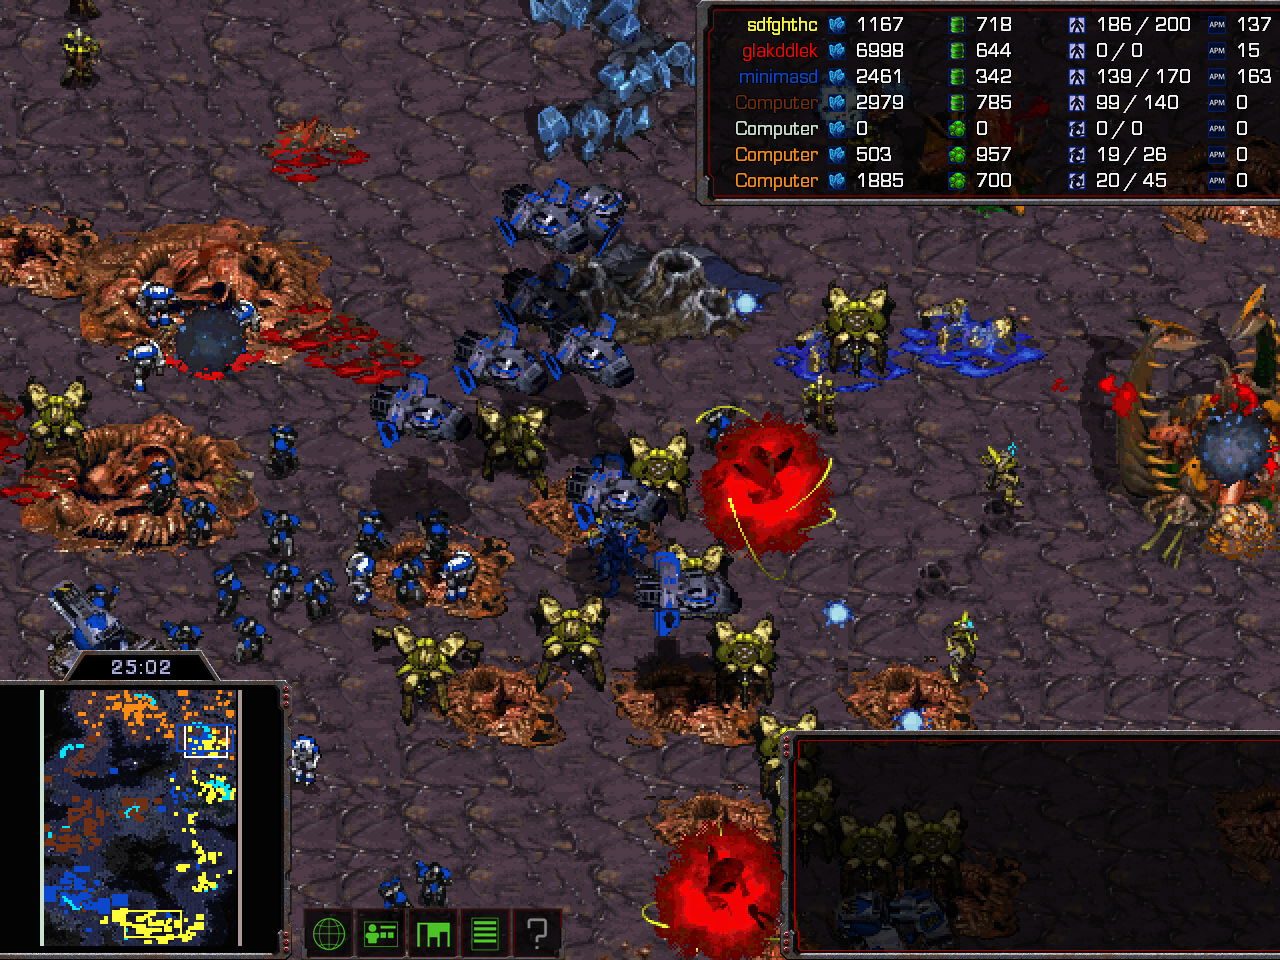 sdfghthc 1167 718 186 / 200 APM 137
glakddlek 6998 644 0 / 0 APM 15
minimasd 2461 342 139 / 170 APM 163
Computer 2979 785 99 / 140 APM 0
Computer 0 0 0 / 0 APM 0
Computer 503 957 19 / 26 APM 0
Computer 1885 700 20 / 45 APM 0
25:02
?